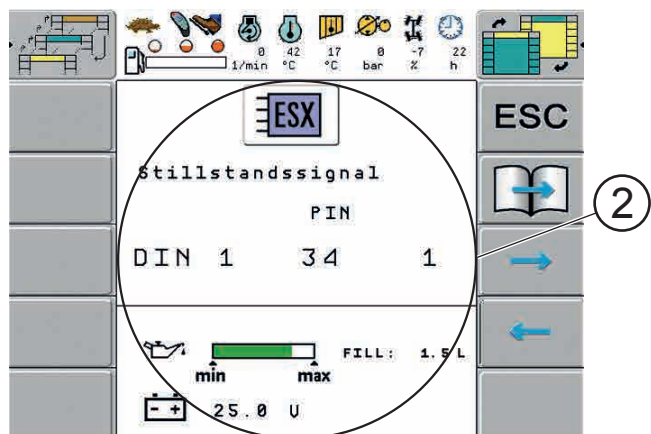 0 42 17 0 -7 22
1/min °C °C bar % h
ESX
ESC
Stillstandssignal
PIN
2
DIN 1 34 1
FILL: 1.5L
min max
25.0 V